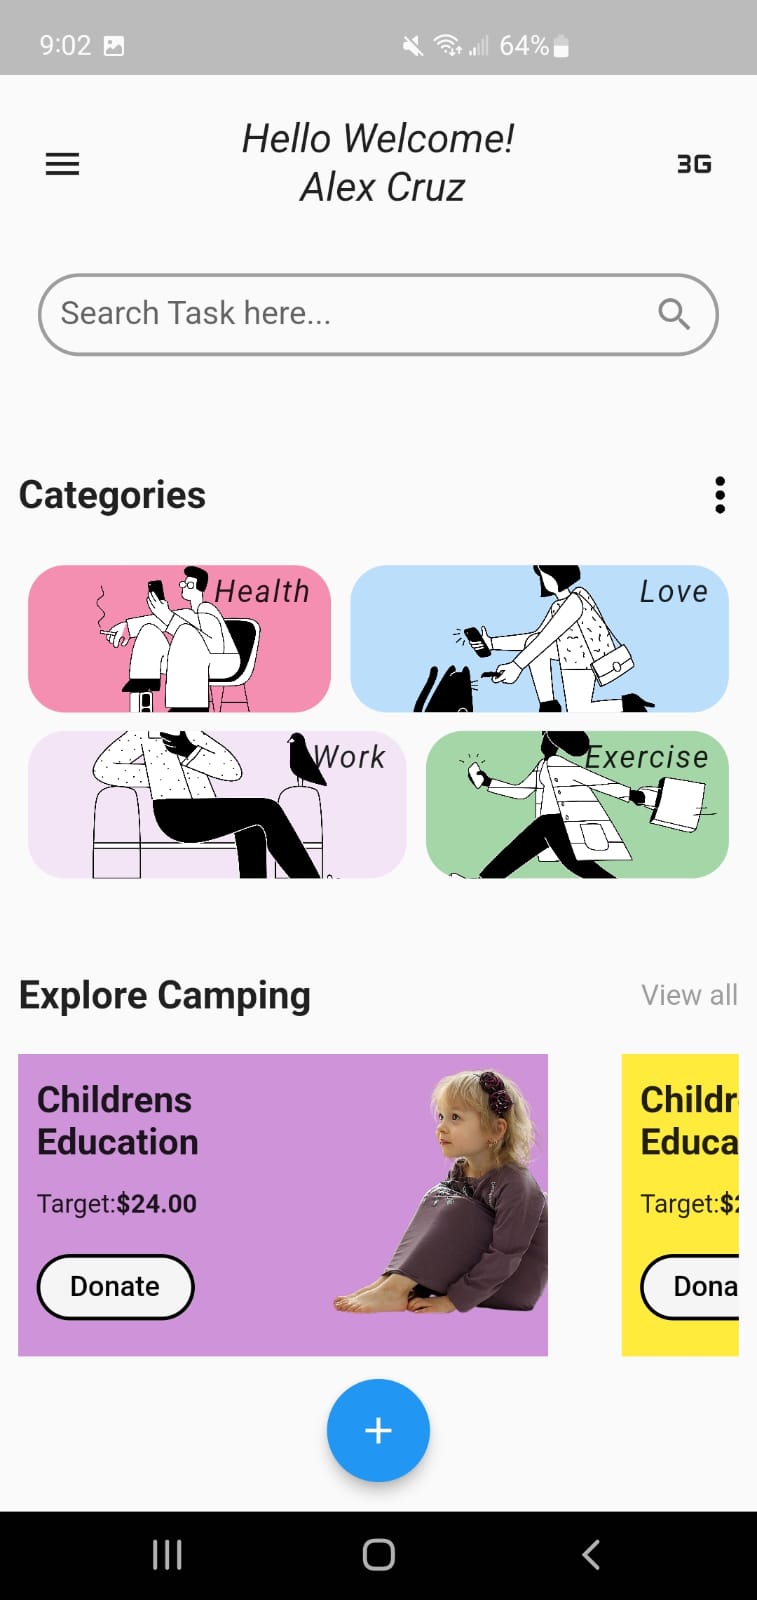 9:02 64%
Hello Welcome!
Alex Cruz
3G
Search Task here...
Categories
Health
Love
Work
Exercise
Explore Camping
View all
Childrens
Education
Target:$24.00
Donate
Childr
Educa
Target:$2
Dona